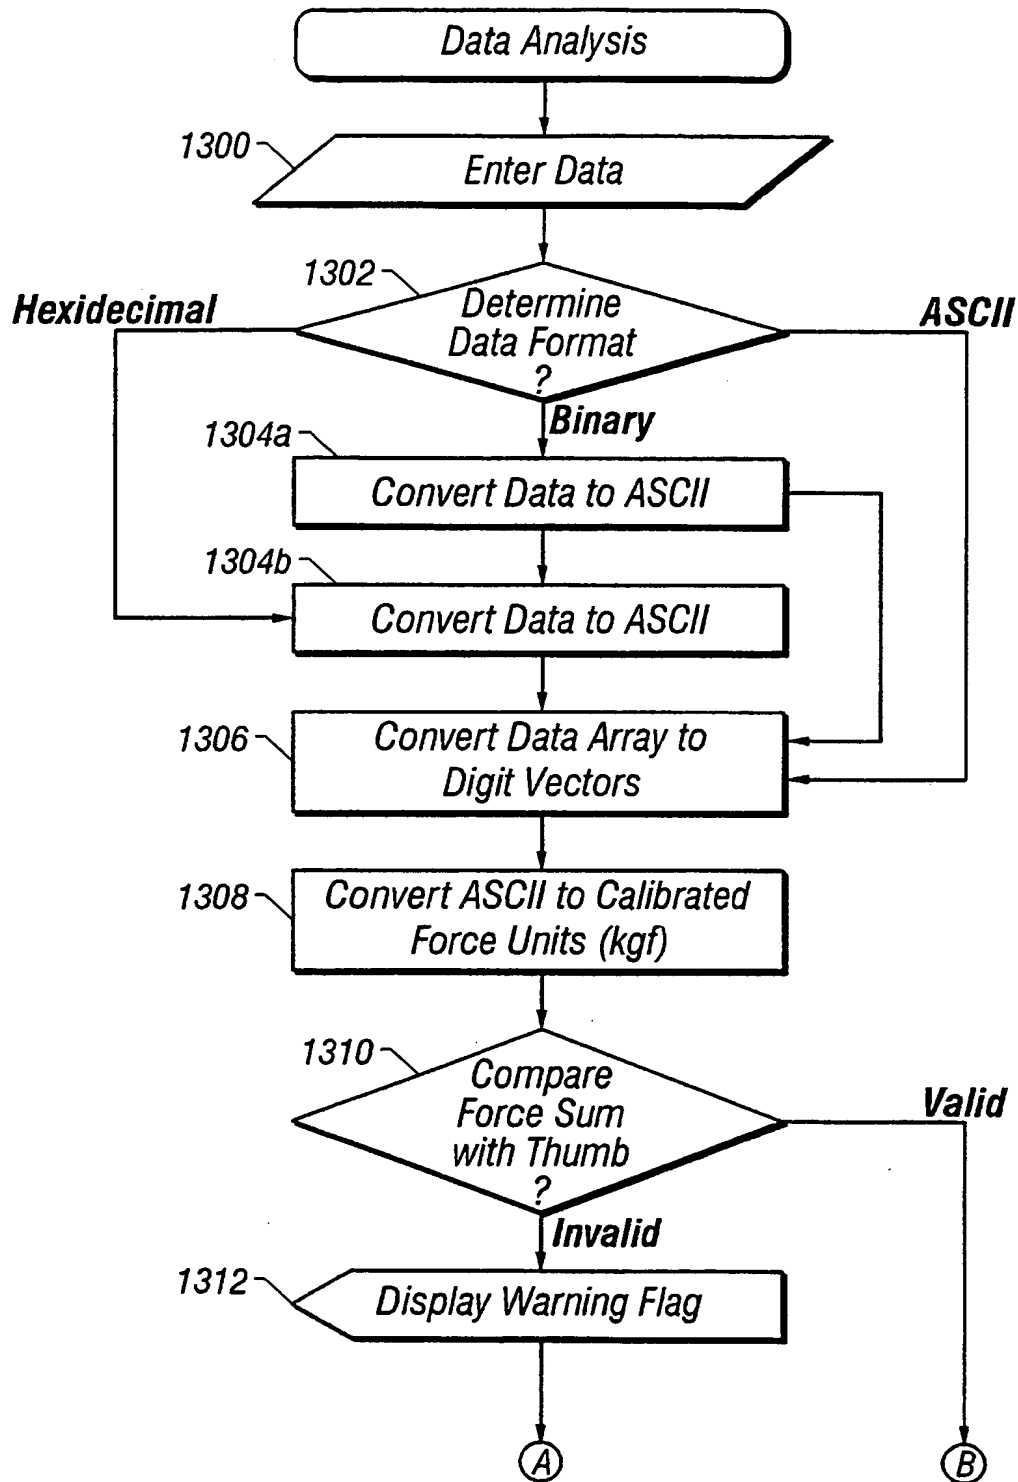 Data Analysis
1300
Enter Data
1302
Hexidecimal
Determine
Data Format
?
ASCII
Binary
1304a
Convert Data to ASCII
1304b
Convert Data to ASCII
1306
Convert Data Array to
Digit Vectors
1308
Convert ASCII to Calibrated
Force Units (kgf)
1310
Compare
Force Sum
with Thumb
?
Valid
Invalid
1312
Display Warning Flag
A
B